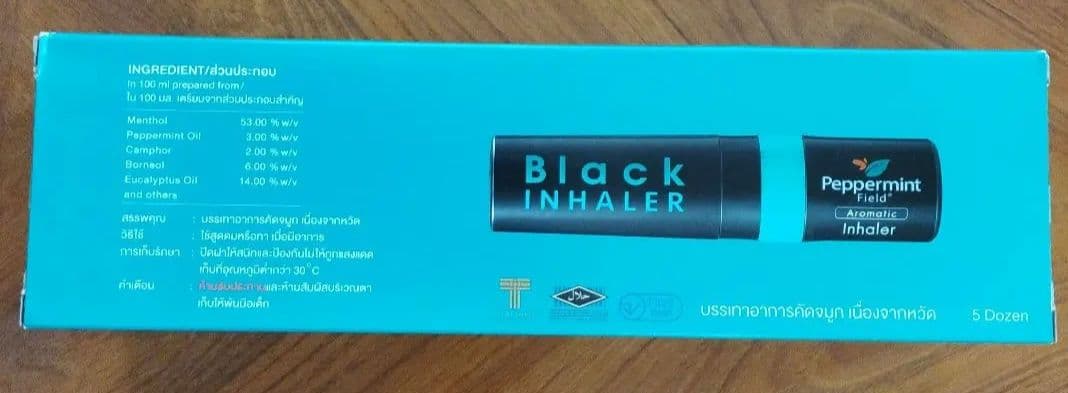 INGREDIENT/ส่วนประกอบ
In 100 ml prepared from/
ใน 100 มล. เตรียมจากส่วนประกอบสำคัญ
Menthol 53.00 % w/v
Peppermint Oil 3.00 % w/v
Camphor 2.00 % w/v
Borneol 6.00 % w/v
Eucalyptus Oil 14.00 % w/v
and others
สรรพคุณ : บรรเทาอาการคัดจมูก เนื่องจากหวัด
วิธีใช้ : ใช้สูดดมหรือทา เมื่อมีอาการ
การเก็บรักษา : ปิดฝาให้สนิทและป้องกันไม่ให้ถูกแสงแดด
เก็บที่อุณหภูมิต่ำกว่า 30°C
คำเตือน : ห้ามรับประทานและห้ามสัมผัสบริเวณตา
เก็บให้พ้นมือเด็ก
Black
INHALER
Peppermint
Field®
Aromatic
Inhaler
حلال
บรรเทาอาการคัดจมูก เนื่องจากหวัด 5 Dozen